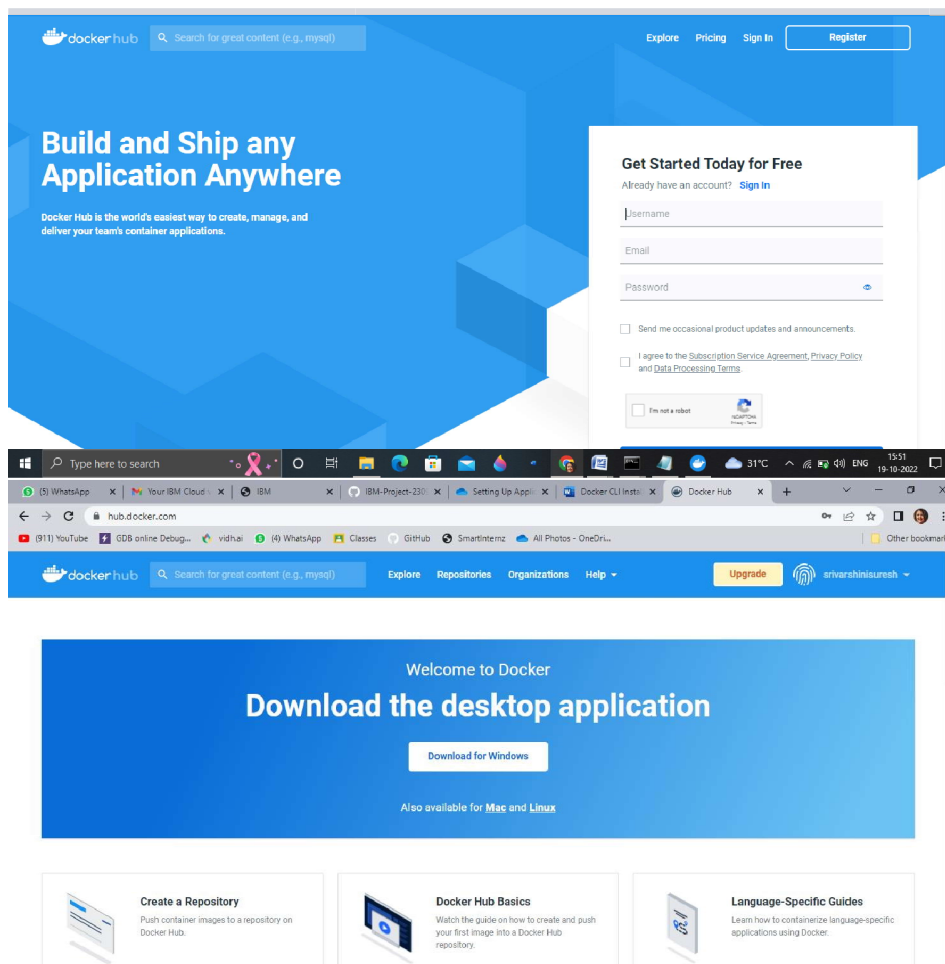 docker hub
Search for great content (e.g., mysql)
Explore Pricing Sign In Register
Build and Ship any
Application Anywhere
Docker Hub is the world's easiest way to create, manage, and
deliver your team's container applications.
Get Started Today for Free
Already have an account? Sign In
Username
Email
Password
Send me occasional product updates and announcements.
I agree to the Subscription Service Agreement, Privacy Policy
and Data Processing Terms.
I'm not a robot
reCAPTCHA
Privacy - Terms
Type here to search
31°C ENG 15:51
19-10-2022
(5) WhatsApp Your IBM Cloud IBM IBM-Project-230 Setting Up Appli Docker CLI Instal Docker Hub
hub.docker.com
(911) YouTube GDB online Debug... vidhai (4) WhatsApp Classes GitHub SmartInternz All Photos - OneDri... Other bookmar
docker hub Search for great content (e.g., mysql) Explore Repositories Organizations Help Upgrade srivarshinisuresh
Welcome to Docker
Download the desktop application
Download for Windows
Also available for Mac and Linux
Create a Repository
Push container images to a repository on
Docker Hub.
Docker Hub Basics
Watch the guide on how to create and push
your first image into a Docker Hub
repository.
Language-Specific Guides
Learn how to containerize language-specific
applications using Docker.